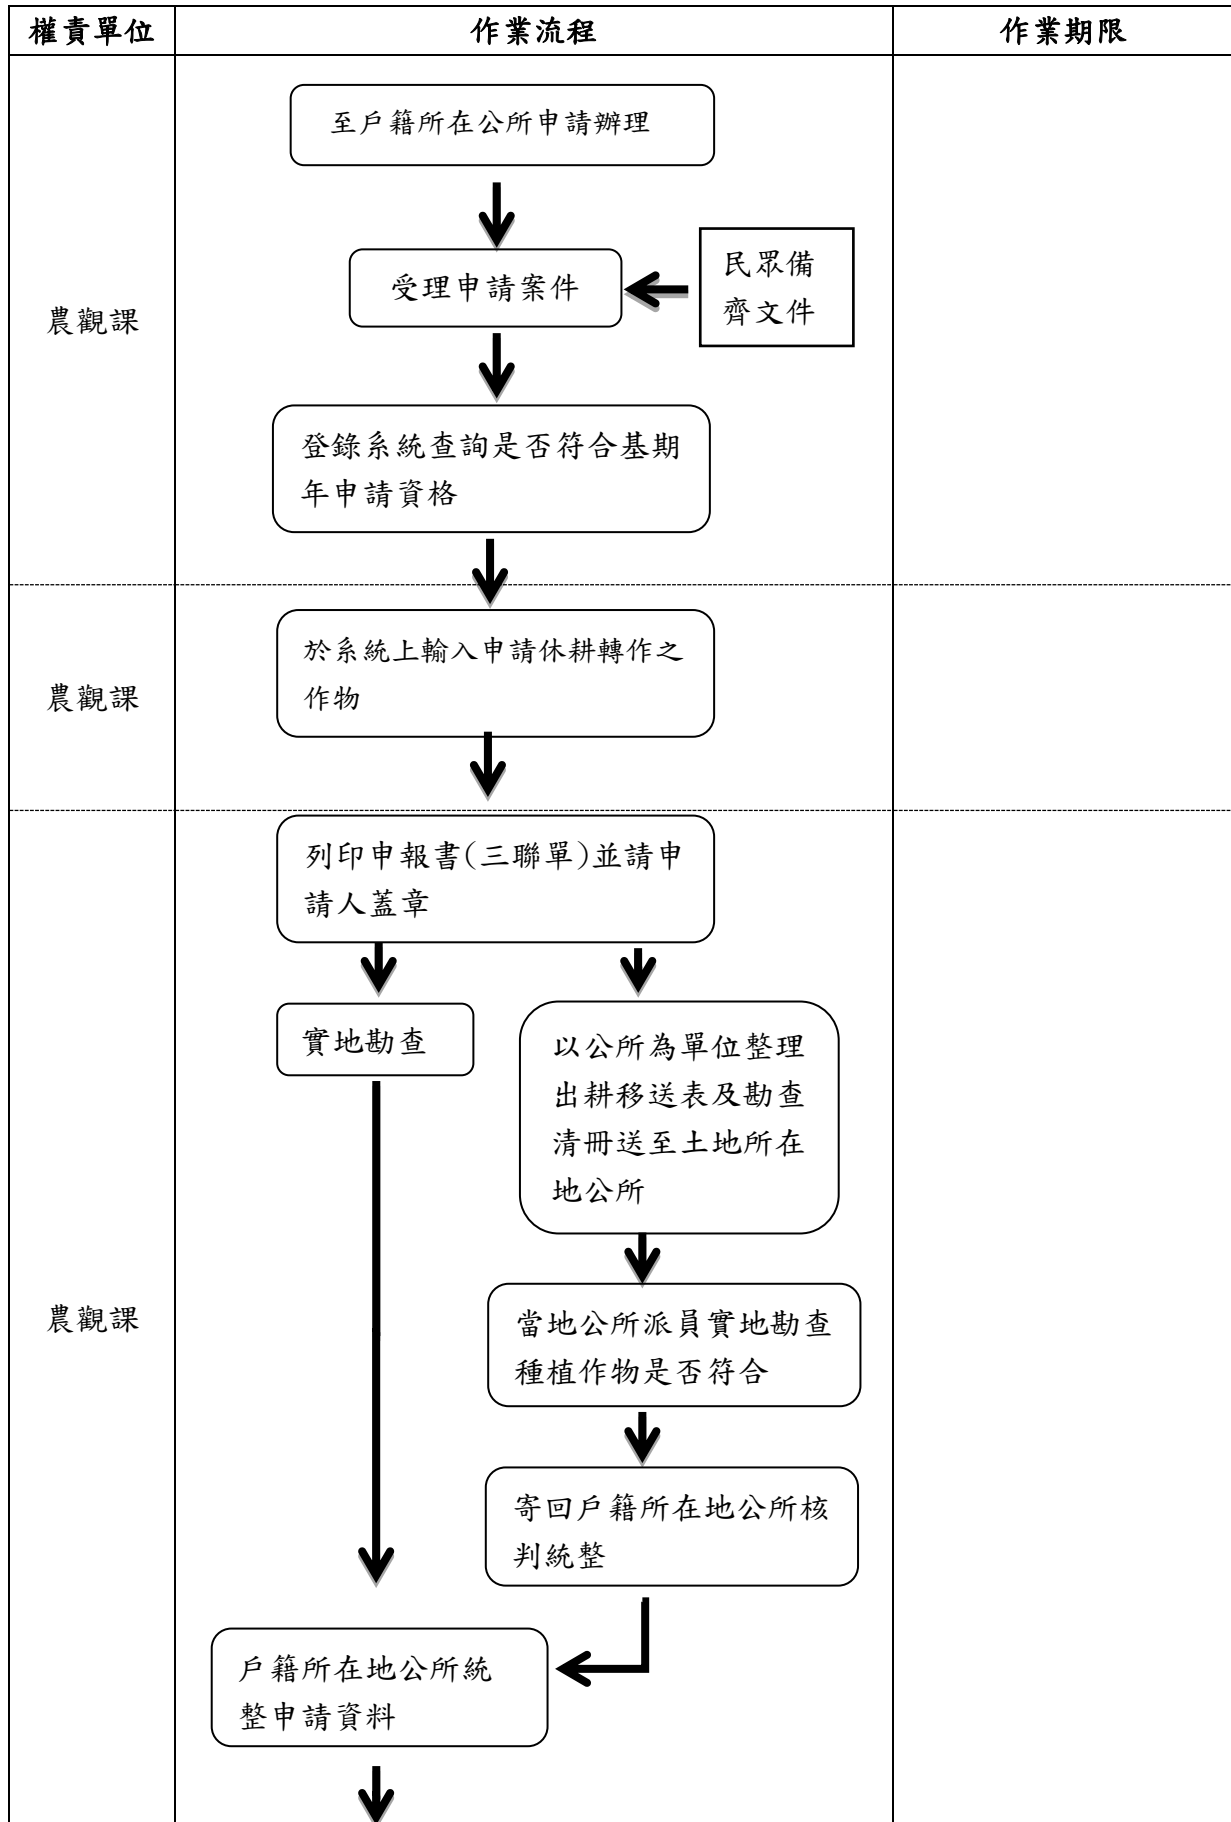 權責單位
作業流程
作業期限
農觀課
至戶籍所在公所申請辦理
受理申請案件
民眾備
齊文件
登錄系統查詢是否符合基期
年申請資格
農觀課
於系統上輸入申請休耕轉作之
作物
農觀課
列印申報書(三聯單)並請申
請人蓋章
實地勘查
以公所為單位整理
出耕移送表及勘查
清冊送至土地所在
地公所
當地公所派員實地勘查
種植作物是否符合
寄回戶籍所在地公所核
判統整
戶籍所在地公所統
整申請資料